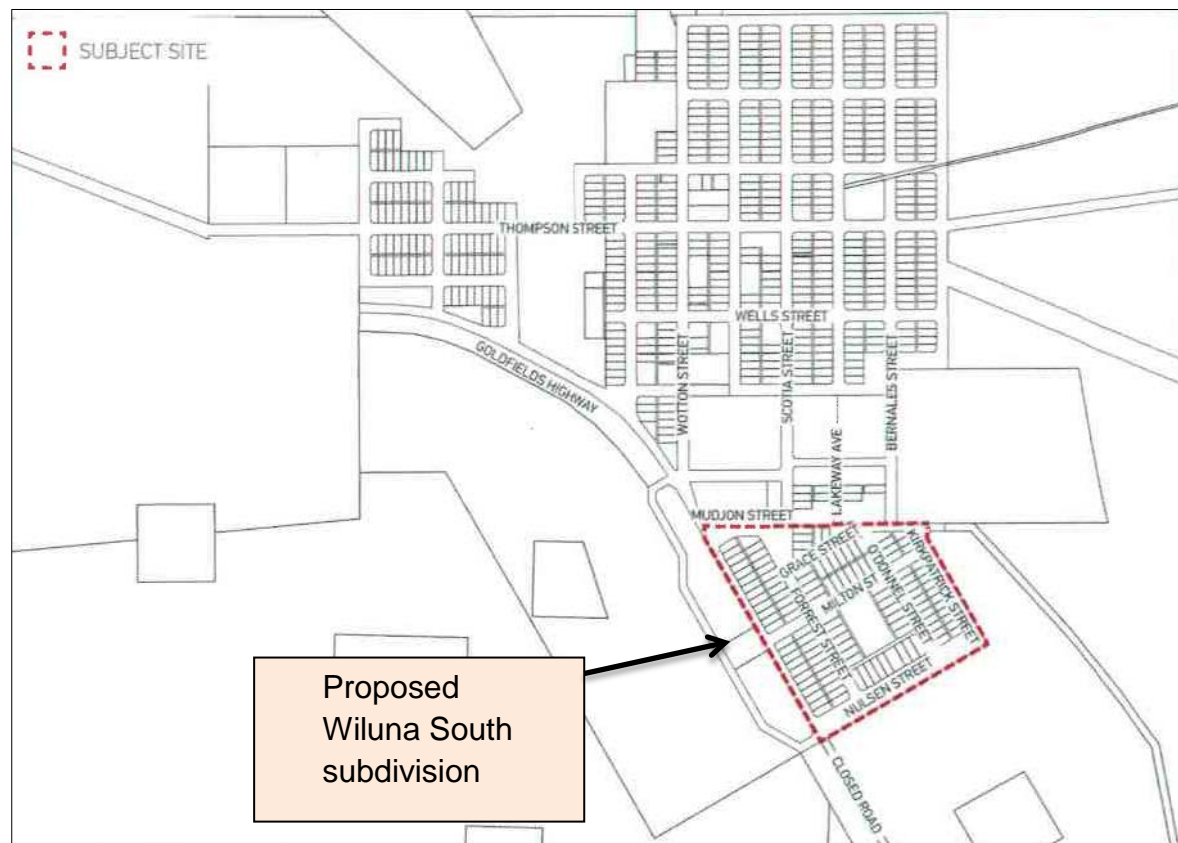 SUBJECT SITE
THOMPSON STREET
WELLS STREET
GOLDFIELDS HIGHWAY
WOTTON STREET
SCOTIA STREET
LAKEWAY AVE
BERNALES STREET
MUDJON STREET
GRACE STREET
KIRKPATRICK STREET
O'DONNEL STREET
MILTON ST
FORREST STREET
NULSEN STREET
CLOSED ROAD
Proposed
Wiluna South
subdivision